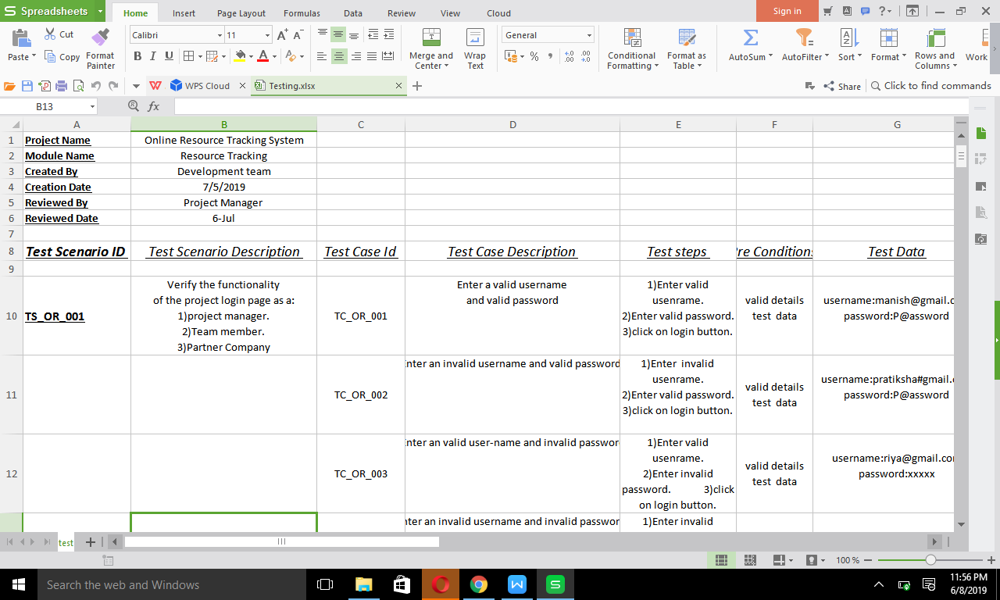 Spreadsheets
Home Insert Page Layout Formulas Data Review View Cloud Sign in
Cut Calibri 11 General
Paste Copy Format Painter B I U Merge and Center Wrap Text Conditional Formatting Format as Table AutoSum AutoFilter Sort Format Rows and Columns Work
WPS Cloud Testing.xlsx Share Click to find commands
B13 fx
A B C D E F G
1 Project Name Online Resource Tracking System
2 Module Name Resource Tracking
3 Created By Development team
4 Creation Date 7/5/2019
5 Reviewed By Project Manager
6 Reviewed Date 6-Jul
7
8 Test Scenario ID Test Scenario Description Test Case Id Test Case Description Test steps re Condition Test Data
9
Verify the functionality Enter a valid username 1)Enter valid
of the project login page as a: and valid password usenrame. valid details username:manish@gmail.c
10 TS_OR_001 1)project manager. TC_OR_001 2)Enter valid password. test data password:P@assword
2)Team member. 3)click on login button.
3)Partner Company
nter an invalid username and valid password 1)Enter invalid
usenrame. valid details username:pratiksha#gmail.
11 TC_OR_002 2)Enter valid password. test data password:P@assword
3)click on login button.
nter an valid user-name and invalid passwor 1)Enter valid
usenrame. valid details username:riya@gmail.co
12 TC_OR_003 2)Enter invalid test data password:xxxxx
password. 3)click
on login button.
nter an invalid username and invalid passwor 1)Enter invalid
test
100 %
Search the web and Windows
11:56 PM
6/8/2019